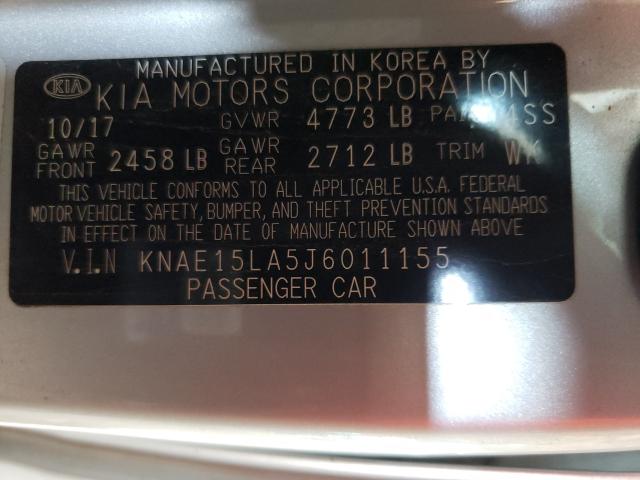 MANUFACTURED IN KOREA BY
KIA KIA MOTORS CORPORATION
10/17 GVWR 4773 LB
GAWR FRONT 2458 LB GAWR REAR 2712 LB TRIM WK
THIS VEHICLE CONFORMS TO ALL APPLICABLE U.S.A. FEDERAL
MOTOR VEHICLE SAFETY, BUMPER, AND THEFT PREVENTION STANDARDS
IN EFFECT ON THE DATE OF MANUFACTURE SHOWN ABOVE
V.I.N KNAE15LA5J6011155
PASSENGER CAR